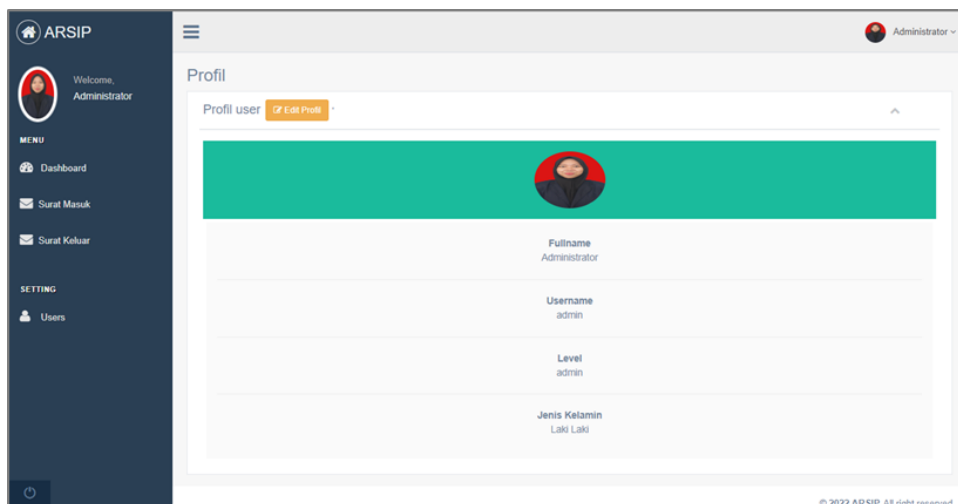 ARSIP
Administrator
Welcome,
Administrator
MENU
Dashboard
Surat Masuk
Surat Keluar
SETTING
Users
Profil
Profil user Edit Profil
Fullname
Administrator
Username
admin
Level
admin
Jenis Kelamin
Laki Laki
© 2022 ARSIP. All right reserved